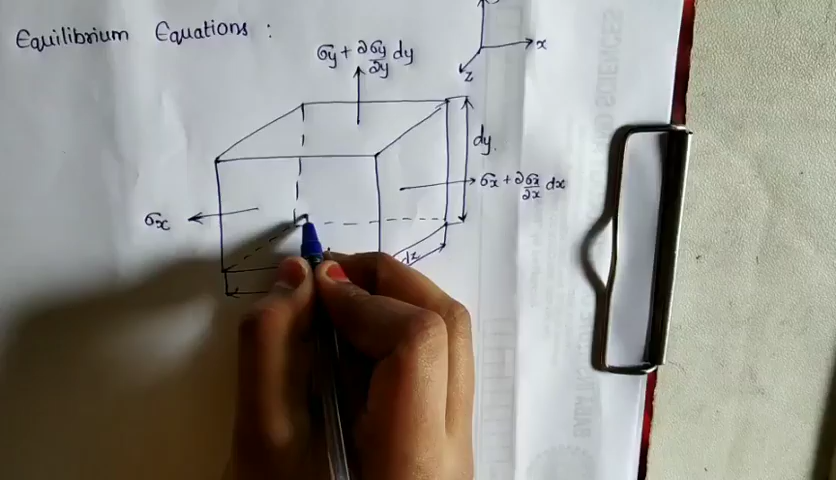 Equilibrium Equations :
σy + ∂σy/∂y dy
x
z
dy.
σx + ∂σx/∂x dx
σx
dz